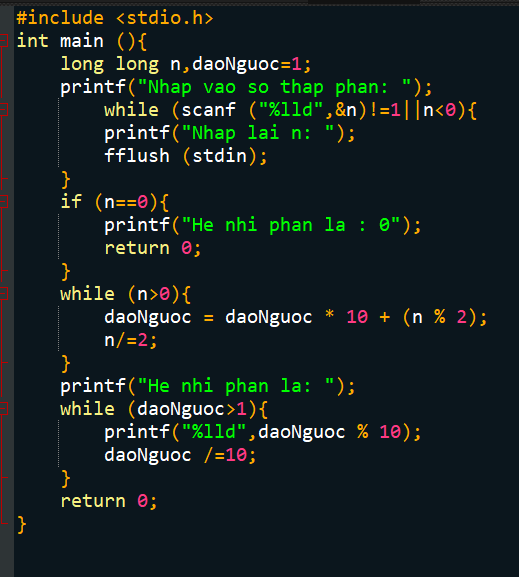 #include <stdio.h>
int main (){
    long long n,daoNguoc=1;
    printf("Nhap vao so thap phan: ");
        while (scanf ("%lld",&n)!=1||n<0){
        printf("Nhap lai n: ");
        fflush (stdin);
    }
    if (n==0){
        printf("He nhi phan la : 0");
        return 0;
    }
    while (n>0){
        daoNguoc = daoNguoc * 10 + (n % 2);
        n/=2;
    }
    printf("He nhi phan la: ");
    while (daoNguoc>1){
        printf("%lld",daoNguoc % 10);
        daoNguoc /=10;
    }
    return 0;
}